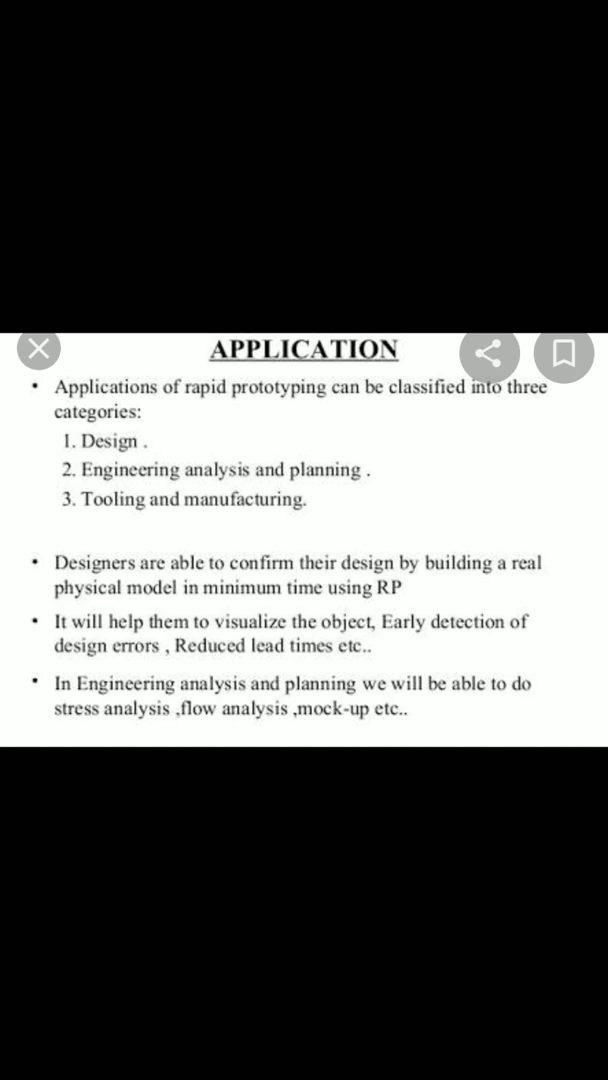 APPLICATION
• Applications of rapid prototyping can be classified into three
categories:
1. Design .
2. Engineering analysis and planning .
3. Tooling and manufacturing.
• Designers are able to confirm their design by building a real
physical model in minimum time using RP
• It will help them to visualize the object, Early detection of
design errors , Reduced lead times etc..
• In Engineering analysis and planning we will be able to do
stress analysis ,flow analysis ,mock-up etc..